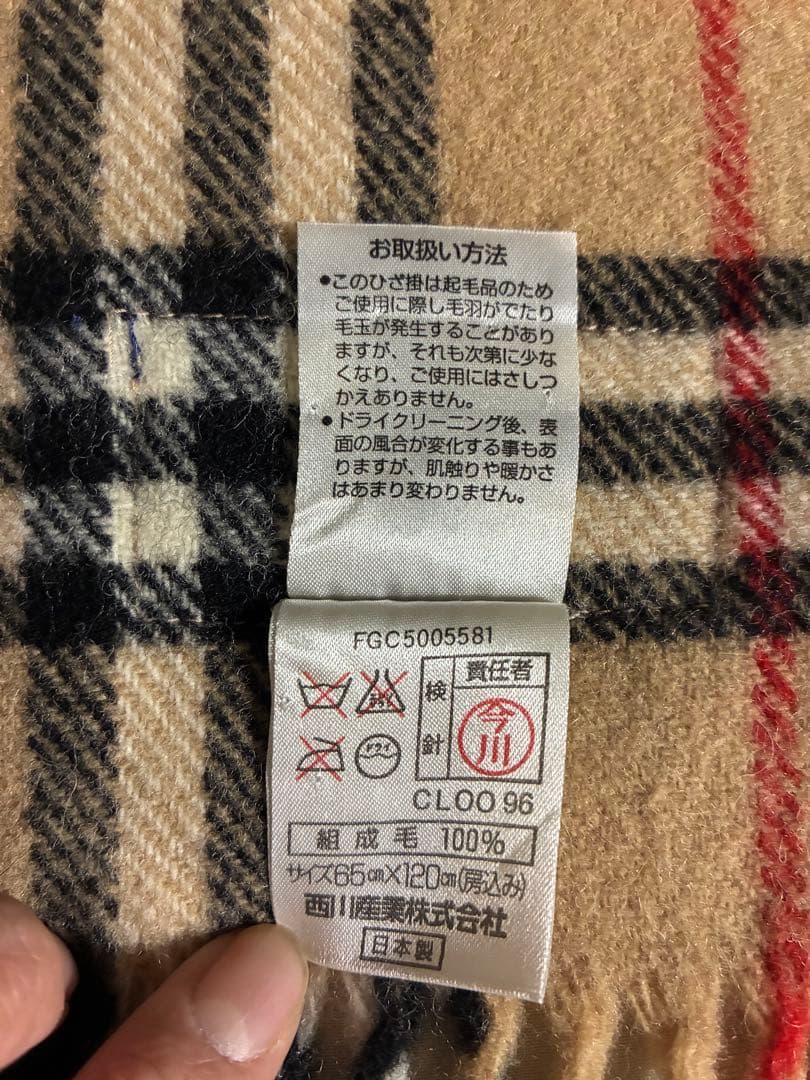 お取扱い方法
●このひざ掛は起毛品のため
ご使用に際し毛羽がでたり
毛玉が発生することがあり
ますが、それも次第に少な
くなり、ご使用にはさしつ
かえありません。
●ドライクリーニング後、表
面の風合が変化する事もあ
りますが、肌触りや暖かさ
はあまり変わりません。
FGC5005581
検針
責任者
今川
ドライ
CL00 96
組成毛 100%
サイズ65㎝×120㎝(房込み)
西川産業株式会社
日本製